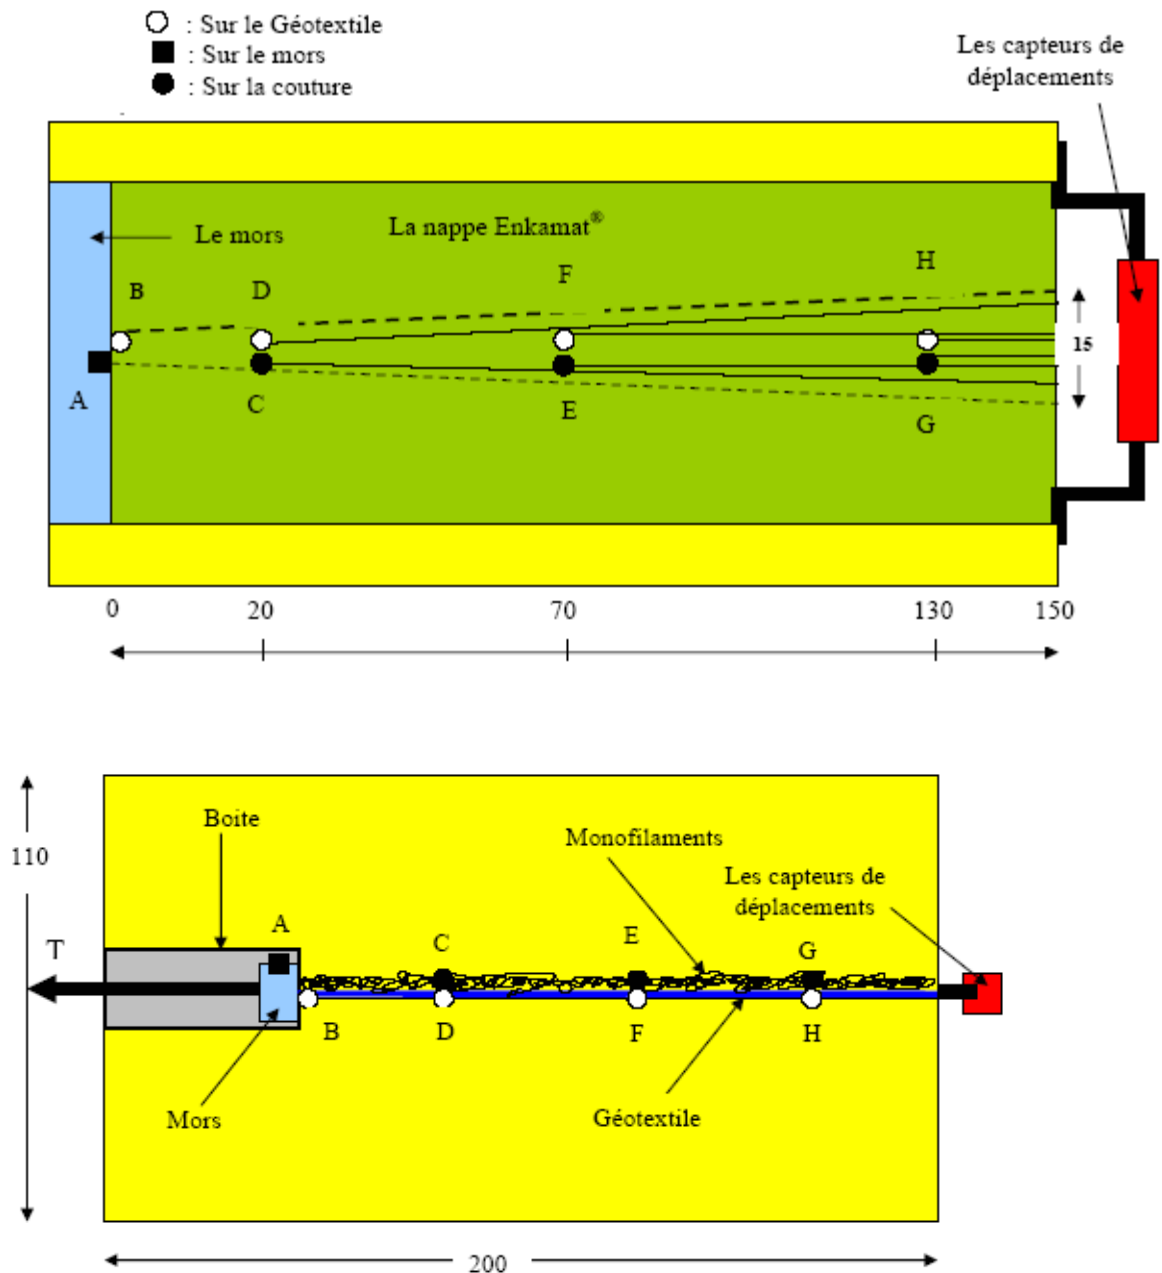 : Sur le Géotextile
: Sur le mors
: Sur la couture
Les capteurs de
déplacements
La nappe Enkamat®
Le mors
B
D
F
H
15
A
C
E
G
0
20
70
130
150
Boite
Monofilaments
110
Les capteurs de
déplacements
A
T
C
E
G
B
D
F
H
Mors
Géotextile
200